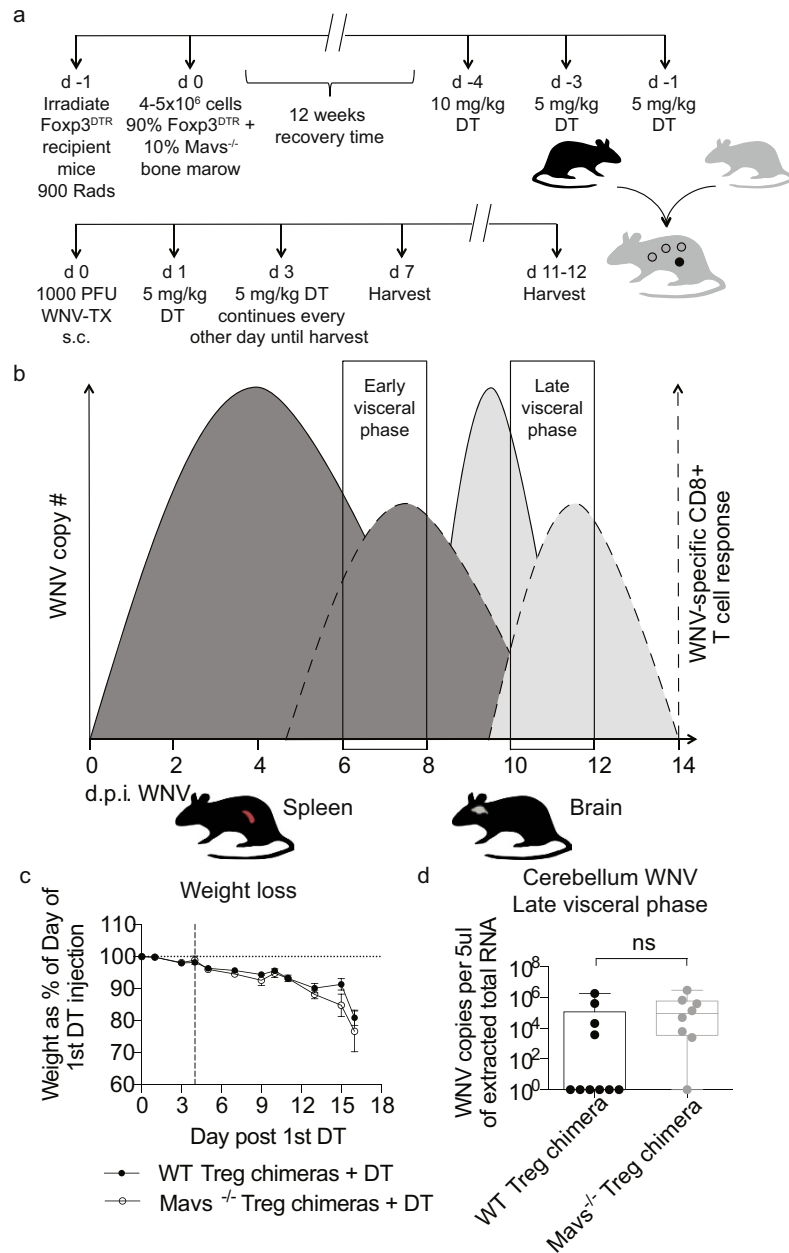 a
d -1
Irradiate
Foxp3ᴰᵀᴿ
recipient
mice
900 Rads
d 0
4-5x10⁶ cells
90% Foxp3ᴰᵀᴿ +
10% Mavs⁻/⁻
bone marow
12 weeks
recovery time
d -4
10 mg/kg
DT
d -3
5 mg/kg
DT
d -1
5 mg/kg
DT
d 0
1000 PFU
WNV-TX
s.c.
d 1
5 mg/kg
DT
d 3
5 mg/kg DT
continues every
other day until harvest
d 7
Harvest
d 11-12
Harvest
b
WNV copy #
Early
visceral
phase
Late
visceral
phase
WNV-specific CD8+
T cell response
0 2 4 6 8 10 12 14
d.p.i. WNV
Spleen
Brain
c
Weight loss
Weight as % of Day of
1st DT injection
110
100
90
80
70
60
0 3 6 9 12 15 18
Day post 1st DT
WT Treg chimeras + DT
Mavs ⁻/⁻ Treg chimeras + DT
d
Cerebellum WNV
Late visceral phase
ns
WNV copies per 5ul
of extracted total RNA
10⁸
10⁶
10⁴
10²
10⁰
WT Treg chimera
Mavs⁻/⁻ Treg chimera